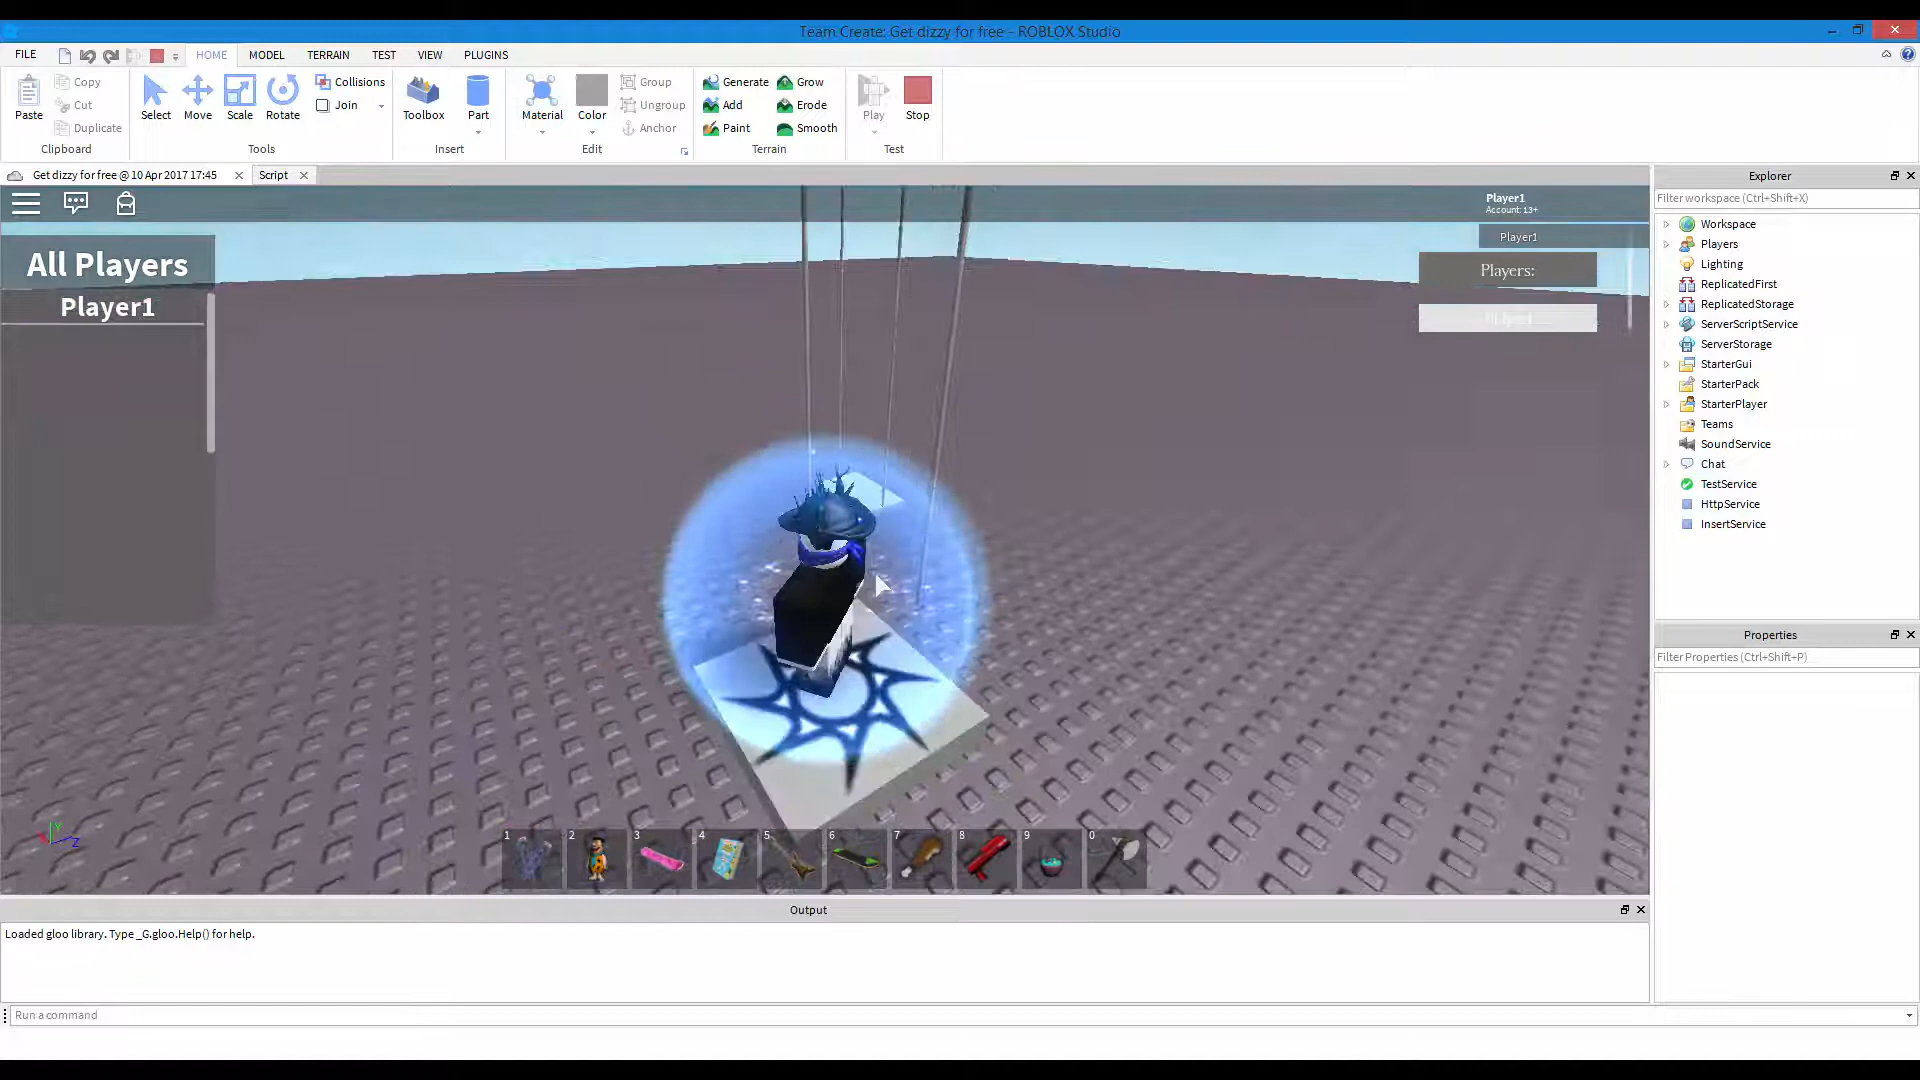 Team Create: Get dizzy for free - ROBLOX Studio
FILE HOME MODEL TERRAIN TEST VIEW PLUGINS
Paste Copy Cut Duplicate Clipboard
Select Move Scale Rotate Collisions Join Tools
Toolbox Part Insert
Material Color Group Ungroup Anchor Edit
Generate Grow Add Erode Paint Smooth Terrain
Play Stop Test
Get dizzy for free @ 10 Apr 2017 17:45 Script
Player1
Account: 13+
Player1
Players:
All Players
Player1
1 2 3 4 5 6 7 8 9 0
Y
Z
Explorer
Filter workspace (Ctrl+Shift+X)
Workspace
Players
Lighting
ReplicatedFirst
ReplicatedStorage
ServerScriptService
ServerStorage
StarterGui
StarterPack
StarterPlayer
Teams
SoundService
Chat
TestService
HttpService
InsertService
Properties
Filter Properties (Ctrl+Shift+P)
Output
Loaded gloo library. Type _G.gloo.Help() for help.
Run a command